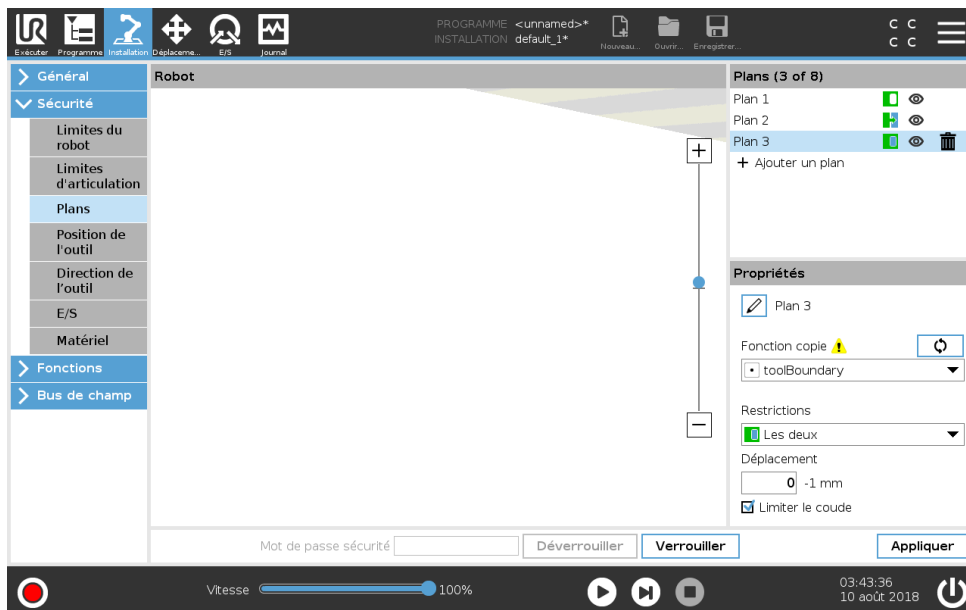 PROGRAMME <unnamed>*
INSTALLATION default_1*
Exécuter Programme Installation Déplaceme... E/S Journal
Nouveau... Ouvrir... Enregistrer...
C C
C C
Général
Sécurité
Limites du
robot
Limites
d'articulation
Plans
Position de
l'outil
Direction de
l’outil
E/S
Matériel
Fonctions
Bus de champ
Robot
Plans (3 of 8)
Plan 1
Plan 2
Plan 3
Ajouter un plan
Propriétés
Plan 3
Fonction copie
toolBoundary
Restrictions
Les deux
Déplacement
0 -1 mm
Limiter le coude
Mot de passe sécurité Déverrouiller Verrouiller Appliquer
Vitesse 100%
03:43:36
10 août 2018